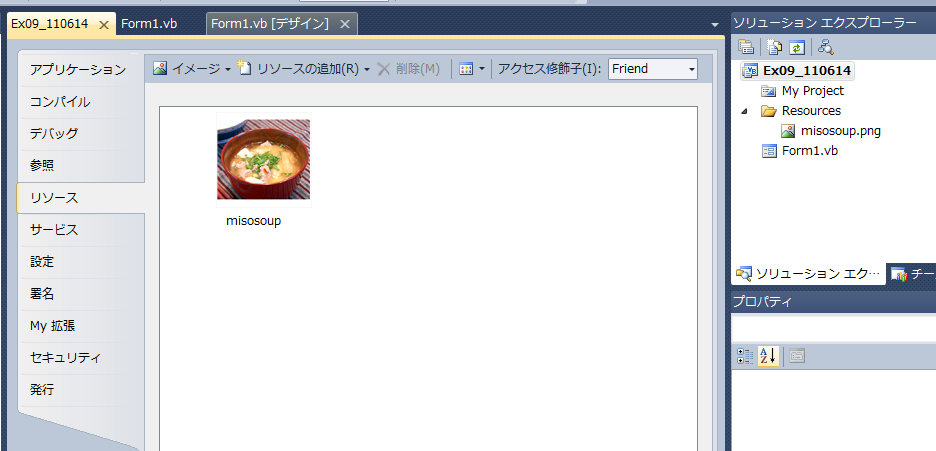 Ex09_110614
Form1.vb
Form1.vb [デザイン]
アプリケーション
コンパイル
デバッグ
参照
リソース
サービス
設定
署名
My 拡張
セキュリティ
発行
イメージ
リソースの追加(R)
削除(M)
アクセス修飾子(I):
Friend
misosoup
ソリューション エクスプローラー
Ex09_110614
My Project
Resources
misosoup.png
Form1.vb
ソリューション エク…
チー
プロパティ